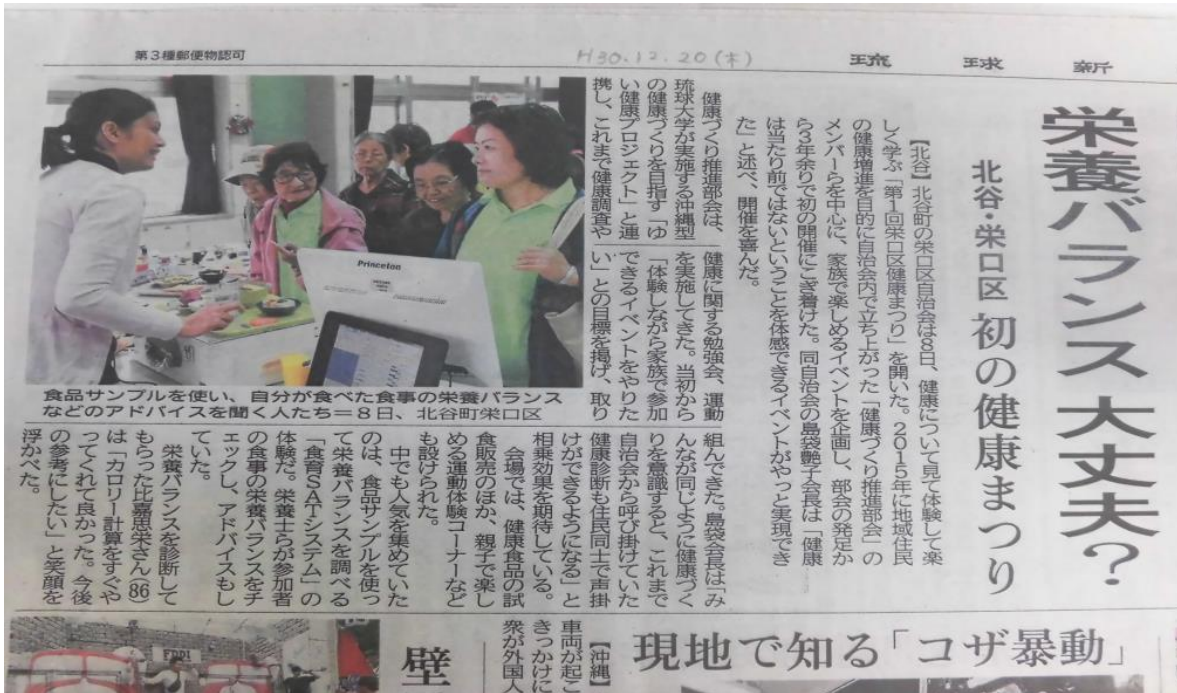 第3種郵便物認可
H30.12.20(木)
琉球新
栄養バランス 大丈夫?
北谷・栄口区 初の健康まつり
【北谷】北谷町の栄口区自治会は8日、健康について見て体験して楽
しく学ぶ「第1回栄口区健康まつり」を開いた。2015年に地域住民
の健康増進を目的に自治会内で立ち上がった「健康づくり推進部会」の
メンバーらを中心に、家族で楽しめるイベントを企画し、部会の発足か
ら3年余りで初の開催にこぎ着けた。同自治会の島袋艶子会長は「健康
は当たり前ではないということを体感できるイベントがやっと実現でき
た」と述べ、開催を喜んだ。
健康づくり推進部会は、
琉球大学が実施する沖縄型
の健康づくりを目指す「ゆ
い健康プロジェクト」と連
携し、これまで健康調査や
健康に関する勉強会、運動
を実施してきた。当初から
「体験しながら家族で参加
できるイベントをやりた
い」との目標を掲げ、取り
組んできた。島袋会長は「み
んなが同じように健康づく
りを意識すると、これまで
自治会から呼び掛けていた
健康診断も住民同士で声掛
けができるようになる」と
相乗効果を期待している。
会場では、健康食品の試
食販売のほか、親子で楽し
める運動体験コーナーなど
も設けられた。
中でも人気を集めていた
のは、食品サンプルを使っ
て栄養バランスを調べる
「食育SATシステム」の
体験だ。栄養士らが参加者
の食事の栄養バランスをチ
ェックし、アドバイスもし
ていた。
栄養バランスを診断して
もらった比嘉恵栄さん(86)
は「カロリー計算をすぐや
ってくれて良かった。今後
の参考にしたい」と笑顔を
浮かべた。
Princeton
食品サンプルを使い、自分が食べた食事の栄養バランス
などのアドバイスを聞く人たち=8日、北谷町栄口区
現地で知る「コザ暴動」
【沖縄】
車両が起こ
きっかけに
衆が外国人
壁